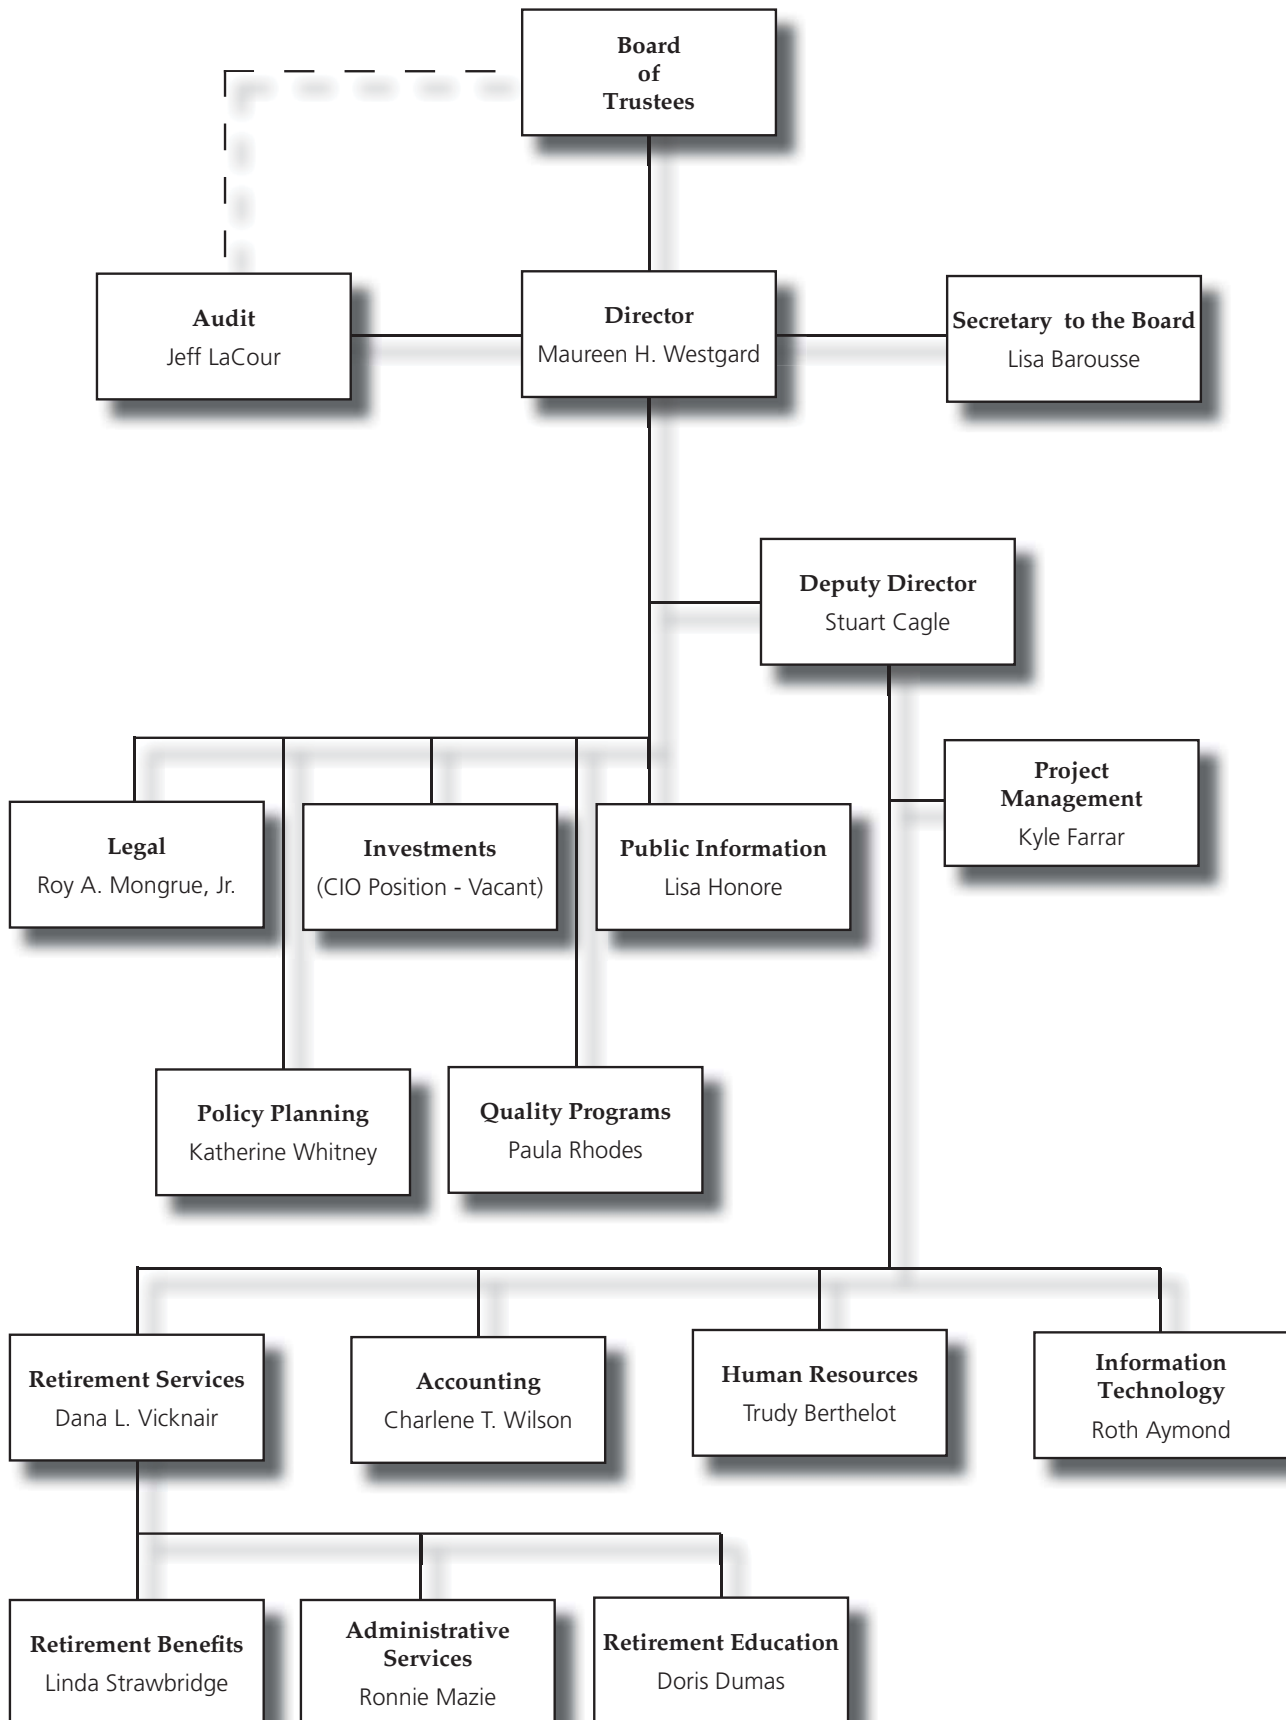 Board
of
Trustees
Audit
Jeff LaCour
Director
Maureen H. Westgard
Secretary to the Board
Lisa Barousse
Deputy Director
Stuart Cagle
Project
Management
Kyle Farrar
Legal
Roy A. Mongrue, Jr.
Investments
(CIO Position - Vacant)
Public Information
Lisa Honore
Policy Planning
Katherine Whitney
Quality Programs
Paula Rhodes
Retirement Services
Dana L. Vicknair
Accounting
Charlene T. Wilson
Human Resources
Trudy Berthelot
Information
Technology
Roth Aymond
Retirement Benefits
Linda Strawbridge
Administrative
Services
Ronnie Mazie
Retirement Education
Doris Dumas